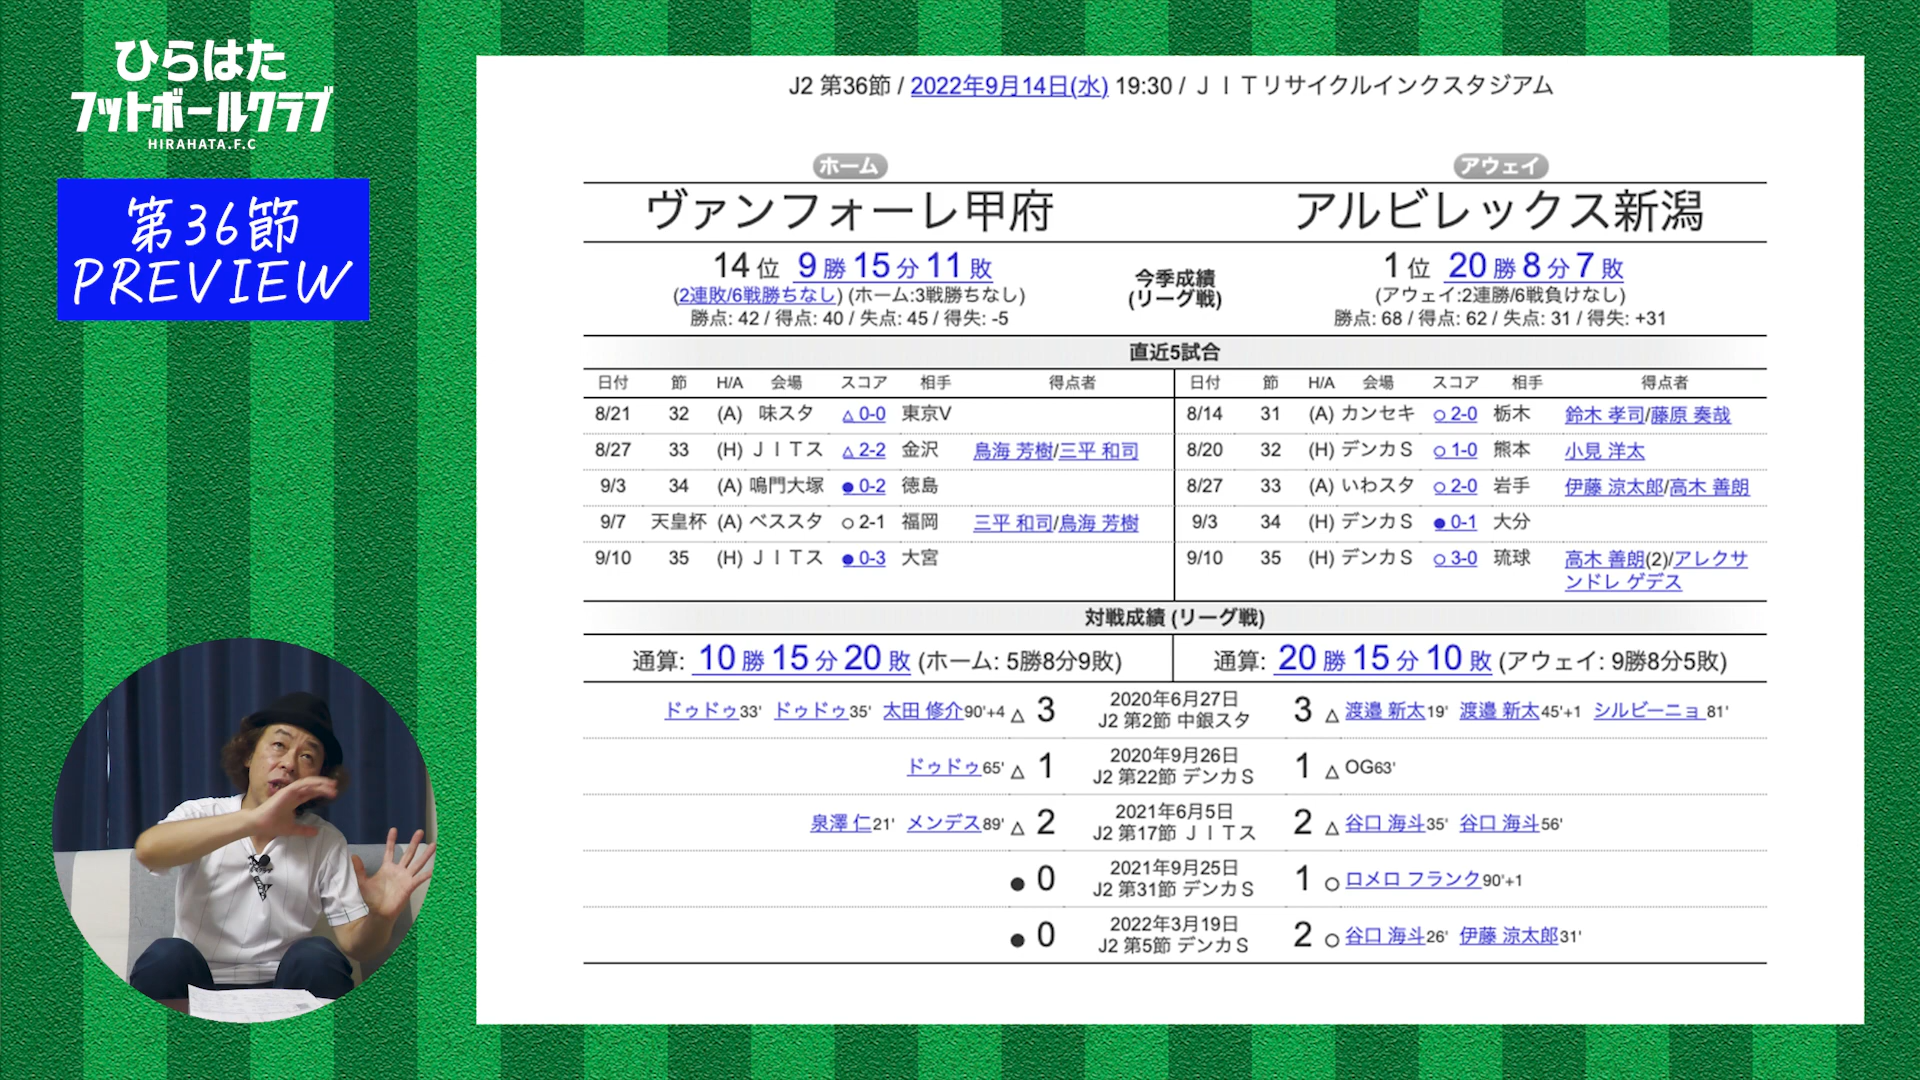 ひらはた
フットボールクラブ
HIRAHATA.F.C
第36節
PREVIEW
J2 第36節 / 2022年9月14日(水) 19:30 / ＪＩＴリサイクルインクスタジアム
ホーム アウェイ
ヴァンフォーレ甲府 アルビレックス新潟
14 位 9 勝 15 分 11 敗 今季成績 (リーグ戦) 1 位 20 勝 8 分 7 敗
(2連敗/6戦勝ちなし) (ホーム:3戦勝ちなし) (アウェイ:2連勝/6戦負けなし)
勝点: 42 / 得点: 40 / 失点: 45 / 得失: -5 勝点: 68 / 得点: 62 / 失点: 31 / 得失: +31
直近5試合
日付 節 H/A 会場 スコア 相手 得点者 日付 節 H/A 会場 スコア 相手 得点者
8/21 32 (A) 味スタ △ 0-0 東京V 8/14 31 (A) カンセキ ○ 2-0 栃木 鈴木 孝司/藤原 奏哉
8/27 33 (H) ＪＩＴス △ 2-2 金沢 鳥海 芳樹/三平 和司 8/20 32 (H) デンカＳ ○ 1-0 熊本 小見 洋太
9/3 34 (A) 鳴門大塚 ● 0-2 徳島 8/27 33 (A) いわスタ ○ 2-0 岩手 伊藤 涼太郎/高木 善朗
9/7 天皇杯 (A) ベススタ ○ 2-1 福岡 三平 和司/鳥海 芳樹 9/3 34 (H) デンカＳ ● 0-1 大分
9/10 35 (H) ＪＩＴス ● 0-3 大宮 9/10 35 (H) デンカＳ ○ 3-0 琉球 高木 善朗(2)/アレクサ
ンドレ ゲデス
対戦成績 (リーグ戦)
通算: 10 勝 15 分 20 敗 (ホーム: 5勝8分9敗) 通算: 20 勝 15 分 10 敗 (アウェイ: 9勝8分5敗)
ドゥドゥ33' ドゥドゥ35' 太田 修介90'+4 △ 3 2020年6月27日 J2 第2節 中銀スタ 3 △ 渡邉 新太19' 渡邉 新太45'+1 シルビーニョ 81'
ドゥドゥ65' △ 1 2020年9月26日 J2 第22節 デンカＳ 1 △ OG63'
泉澤 仁21' メンデス89' △ 2 2021年6月5日 J2 第17節 ＪＩＴス 2 △ 谷口 海斗35' 谷口 海斗56'
● 0 2021年9月25日 J2 第31節 デンカＳ 1 ○ ロメロ フランク90'+1
● 0 2022年3月19日 J2 第5節 デンカＳ 2 ○ 谷口 海斗26' 伊藤 涼太郎31'